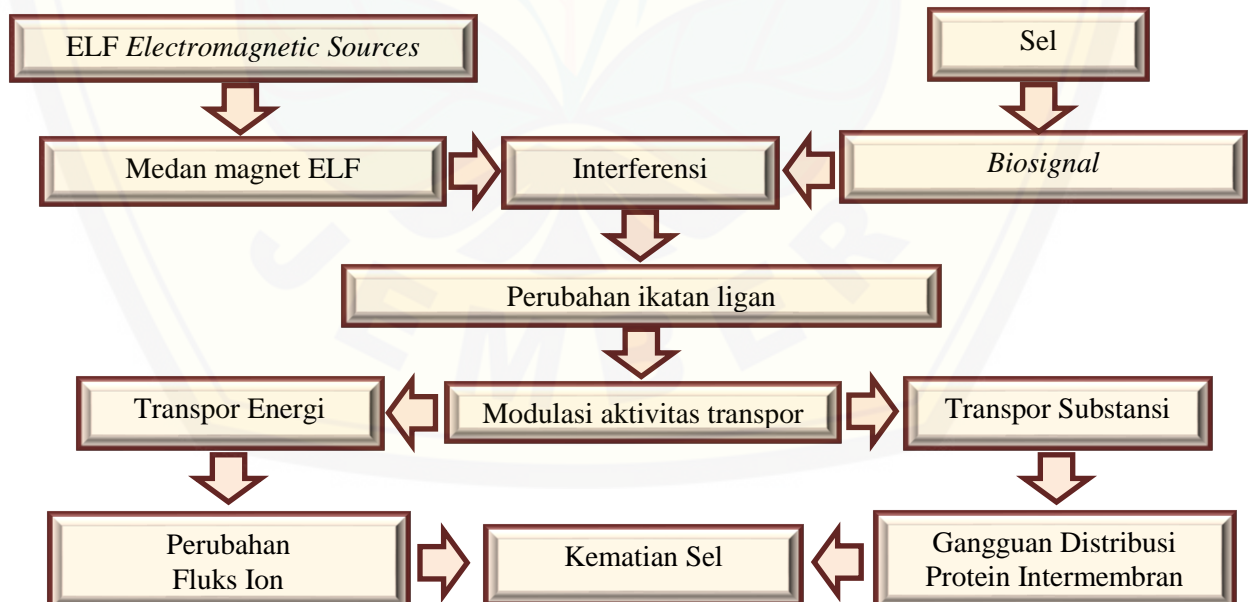 ELF Electromagnetic Sources
Sel
Medan magnet ELF
Interferensi
Biosignal
Perubahan ikatan ligan
JEMBER
Transpor Energi
Modulasi aktivitas transpor
Transpor Substansi
Perubahan
Fluks Ion
Kematian Sel
Gangguan Distribusi
Protein Intermembran